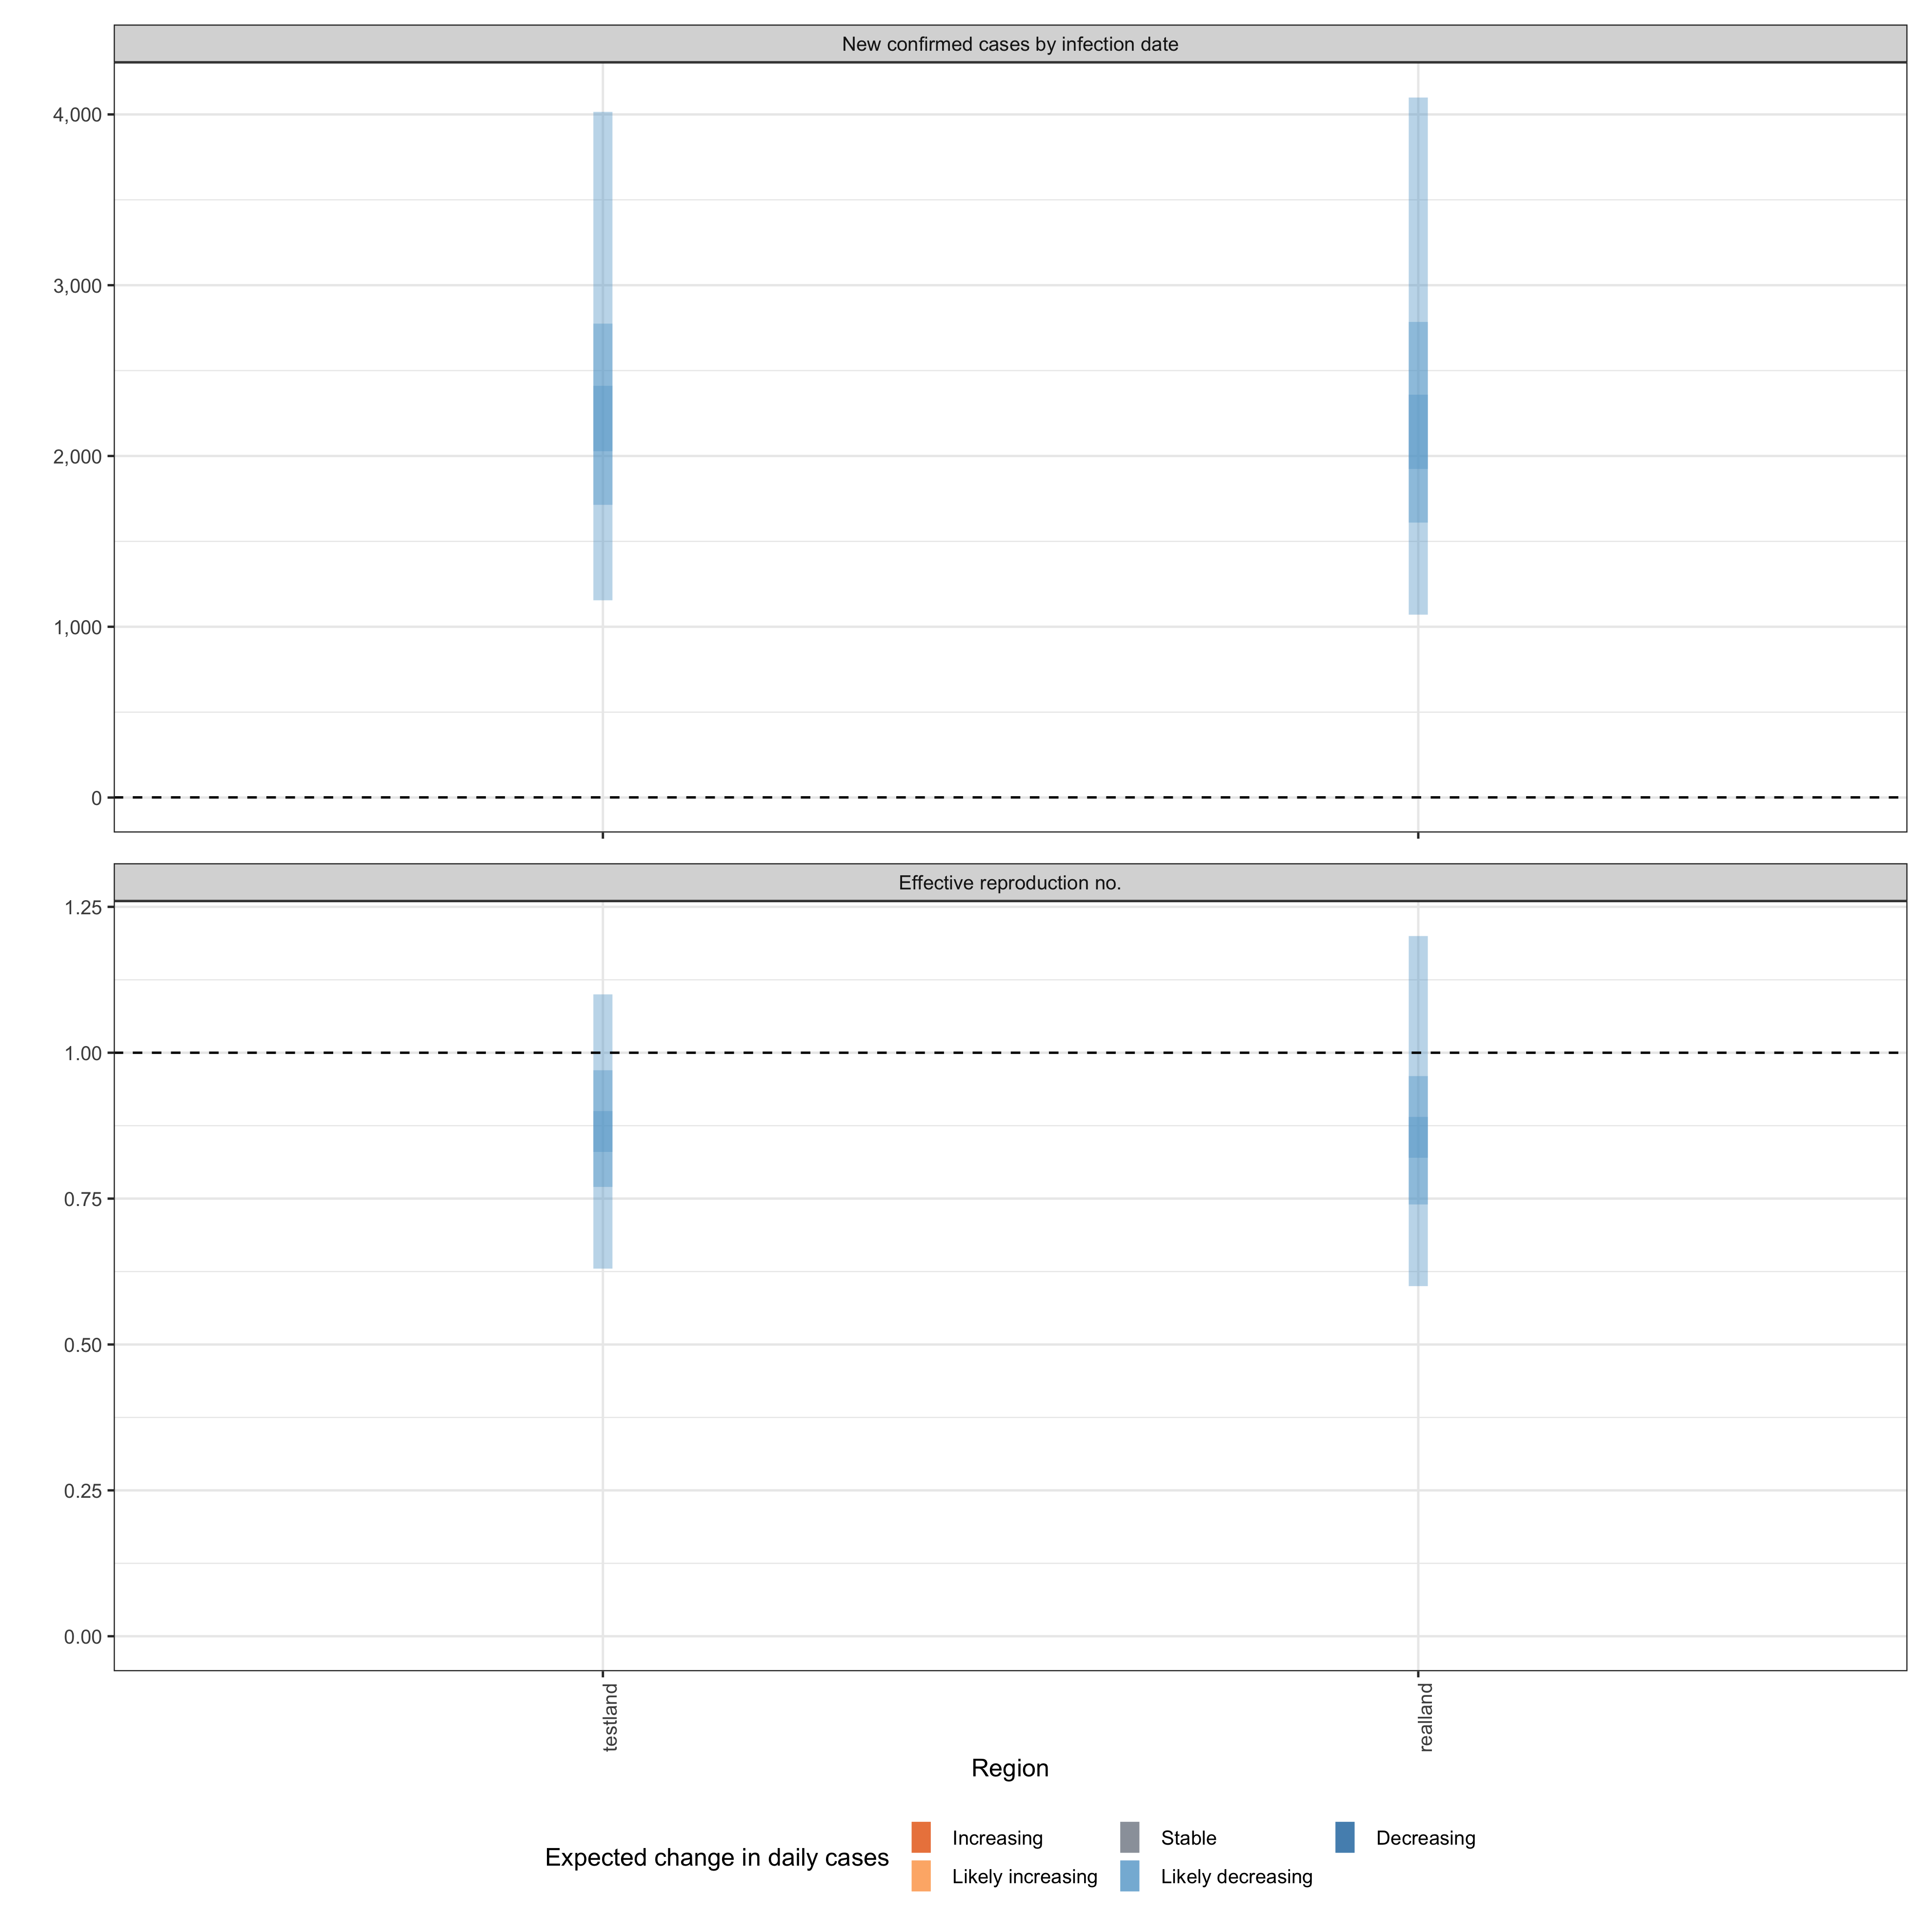 New confirmed cases by infection date
4,000
3,000
2,000
1,000
0
Effective reproduction no.
1.25
1.00
0.75
0.50
0.25
0.00
testland
realland
Region
Expected change in daily cases
Increasing
Stable
Decreasing
Likely increasing
Likely decreasing